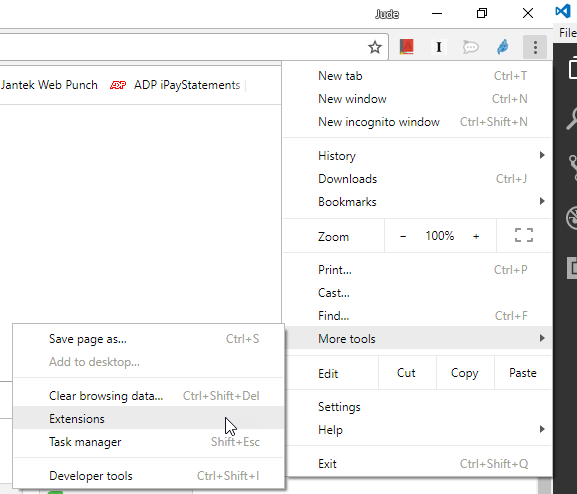 Jude
File
Jantek Web Punch
ADP
ADP iPayStatements
New tab Ctrl+T
New window Ctrl+N
New incognito window Ctrl+Shift+N
History
Downloads Ctrl+J
Bookmarks
Zoom − 100% +
Print... Ctrl+P
Cast...
Find... Ctrl+F
More tools
Edit Cut Copy Paste
Settings
Help
Exit Ctrl+Shift+Q
Save page as... Ctrl+S
Add to desktop...
Clear browsing data... Ctrl+Shift+Del
Extensions
Task manager Shift+Esc
Developer tools Ctrl+Shift+I